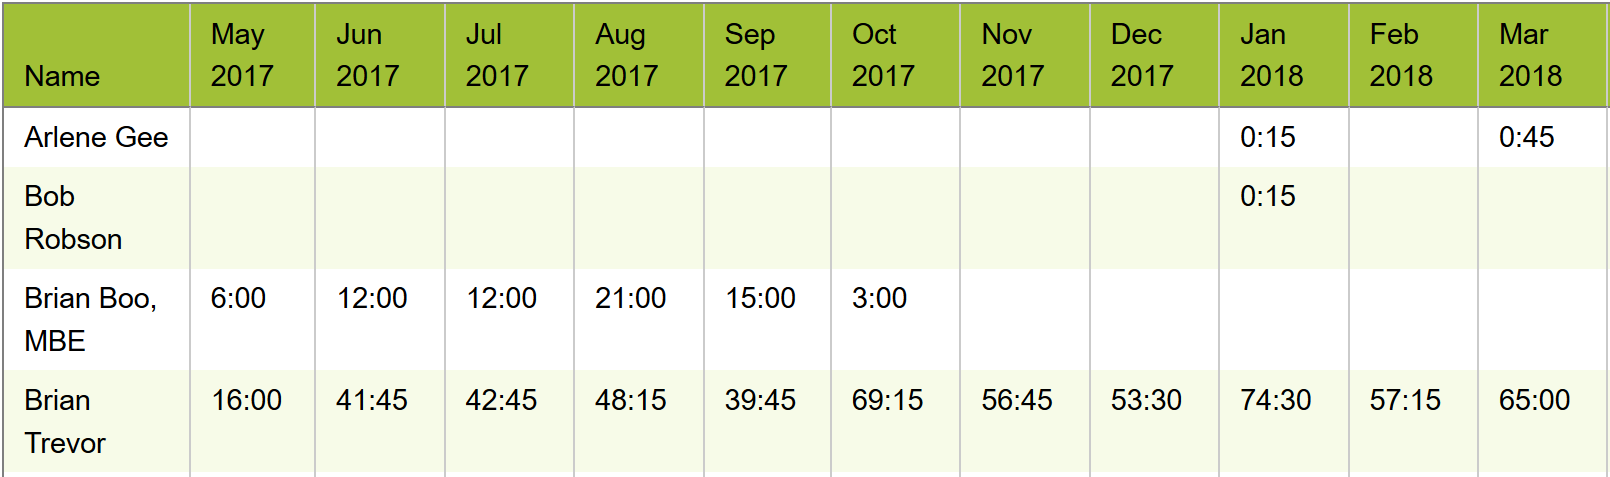 Name May 2017 Jun 2017 Jul 2017 Aug 2017 Sep 2017 Oct 2017 Nov 2017 Dec 2017 Jan 2018 Feb 2018 Mar 2018
Arlene Gee 0:15 0:45
Bob Robson 0:15
Brian Boo, MBE 6:00 12:00 12:00 21:00 15:00 3:00
Brian Trevor 16:00 41:45 42:45 48:15 39:45 69:15 56:45 53:30 74:30 57:15 65:00